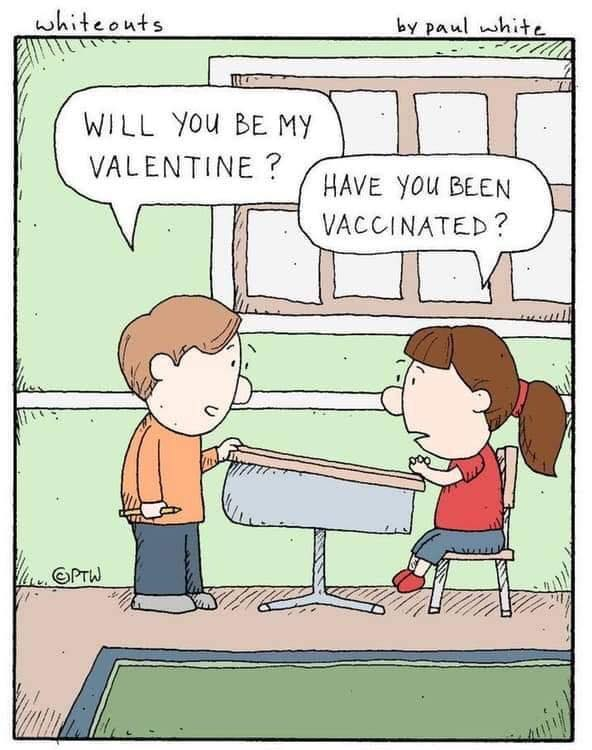 whiteouts by paul white
WILL YOU BE MY
VALENTINE?
HAVE YOU BEEN
VACCINATED?
©PTW